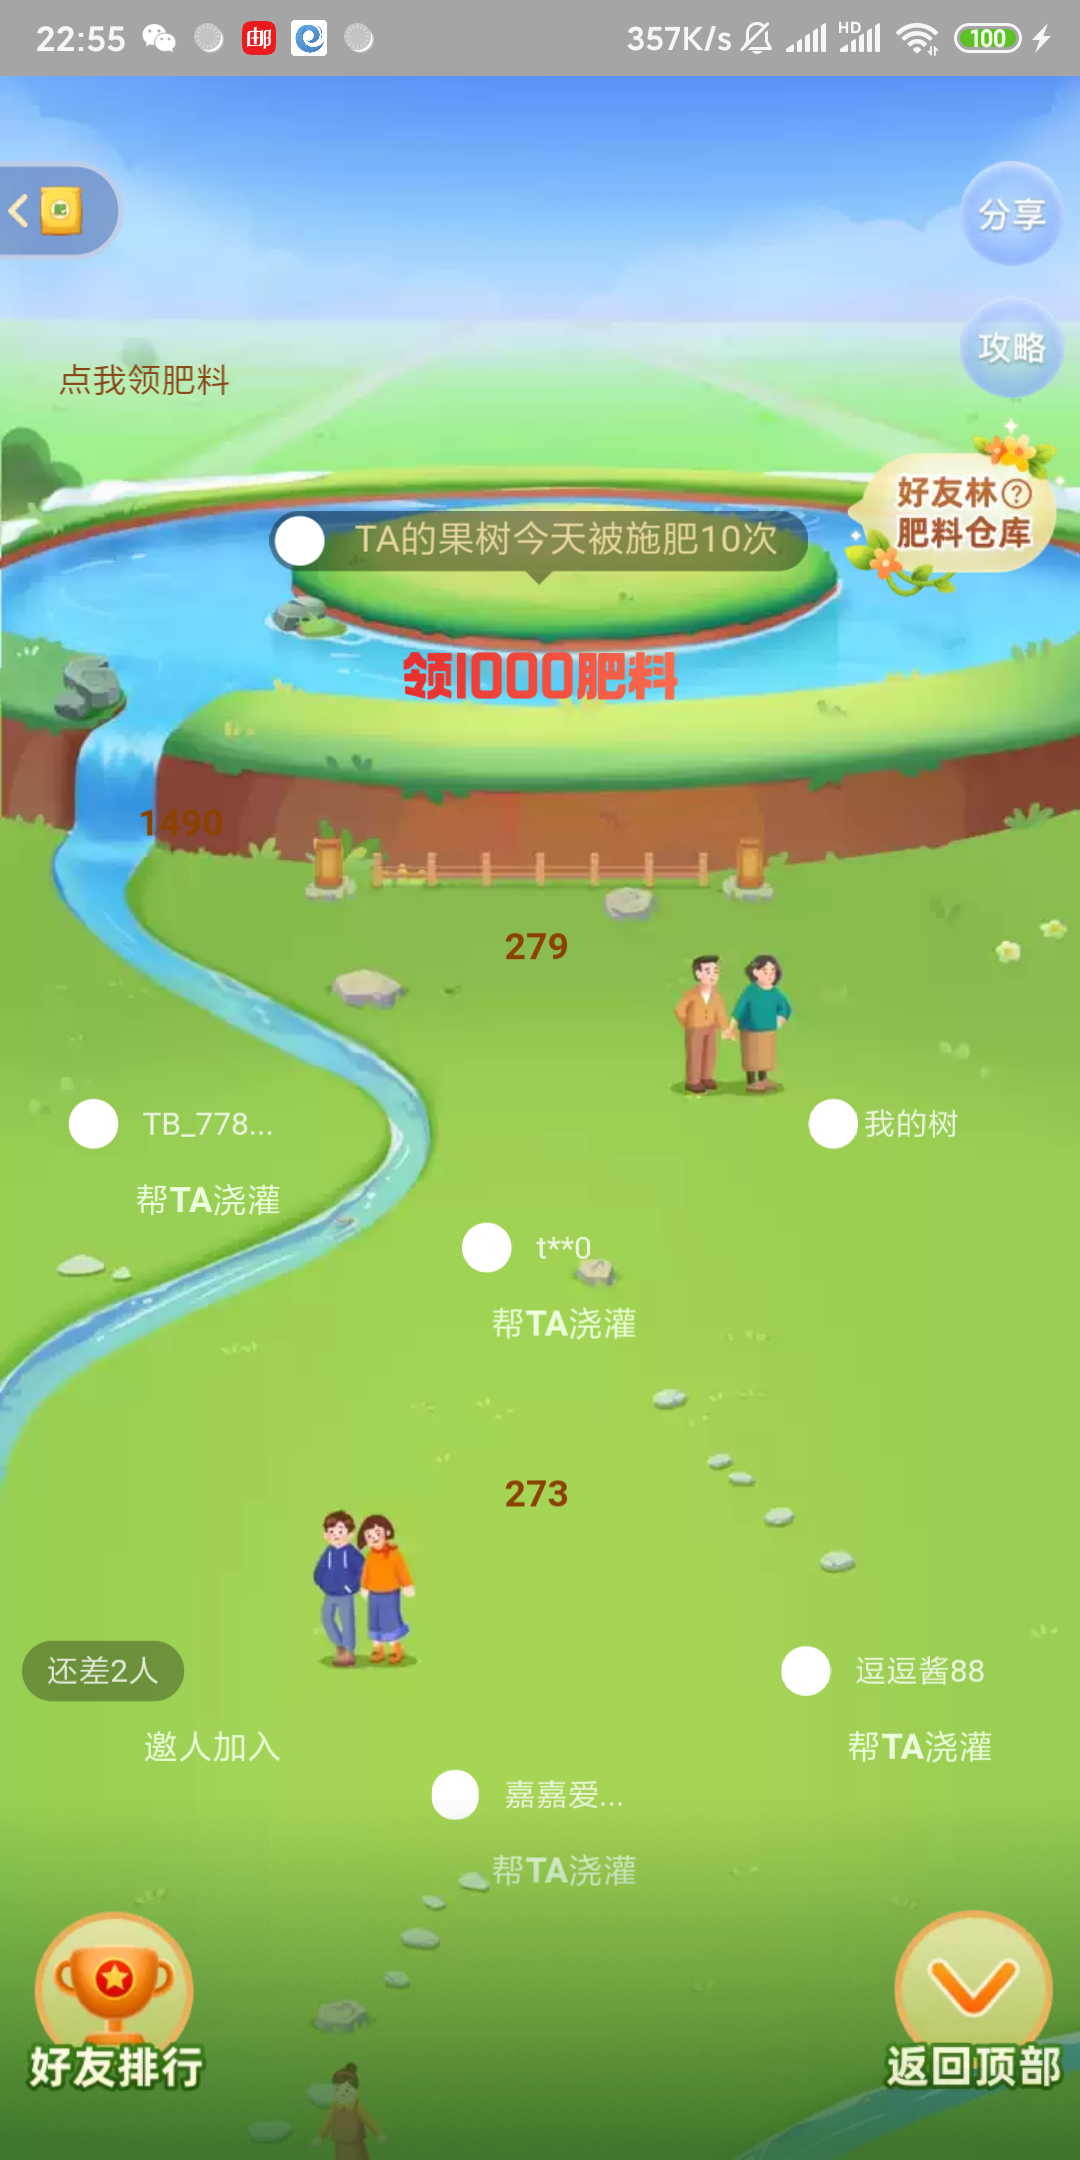 22:55
邮
357K/s
HD
100
分享
攻略
点我领肥料
好友林?
肥料仓库
TA的果树今天被施肥10次
领1000肥料
1490
279
TB_778...
我的树
帮TA浇灌
t**0
帮TA浇灌
273
还差2人
逗逗酱88
邀人加入
帮TA浇灌
嘉嘉爱...
帮TA浇灌
好友排行
返回顶部